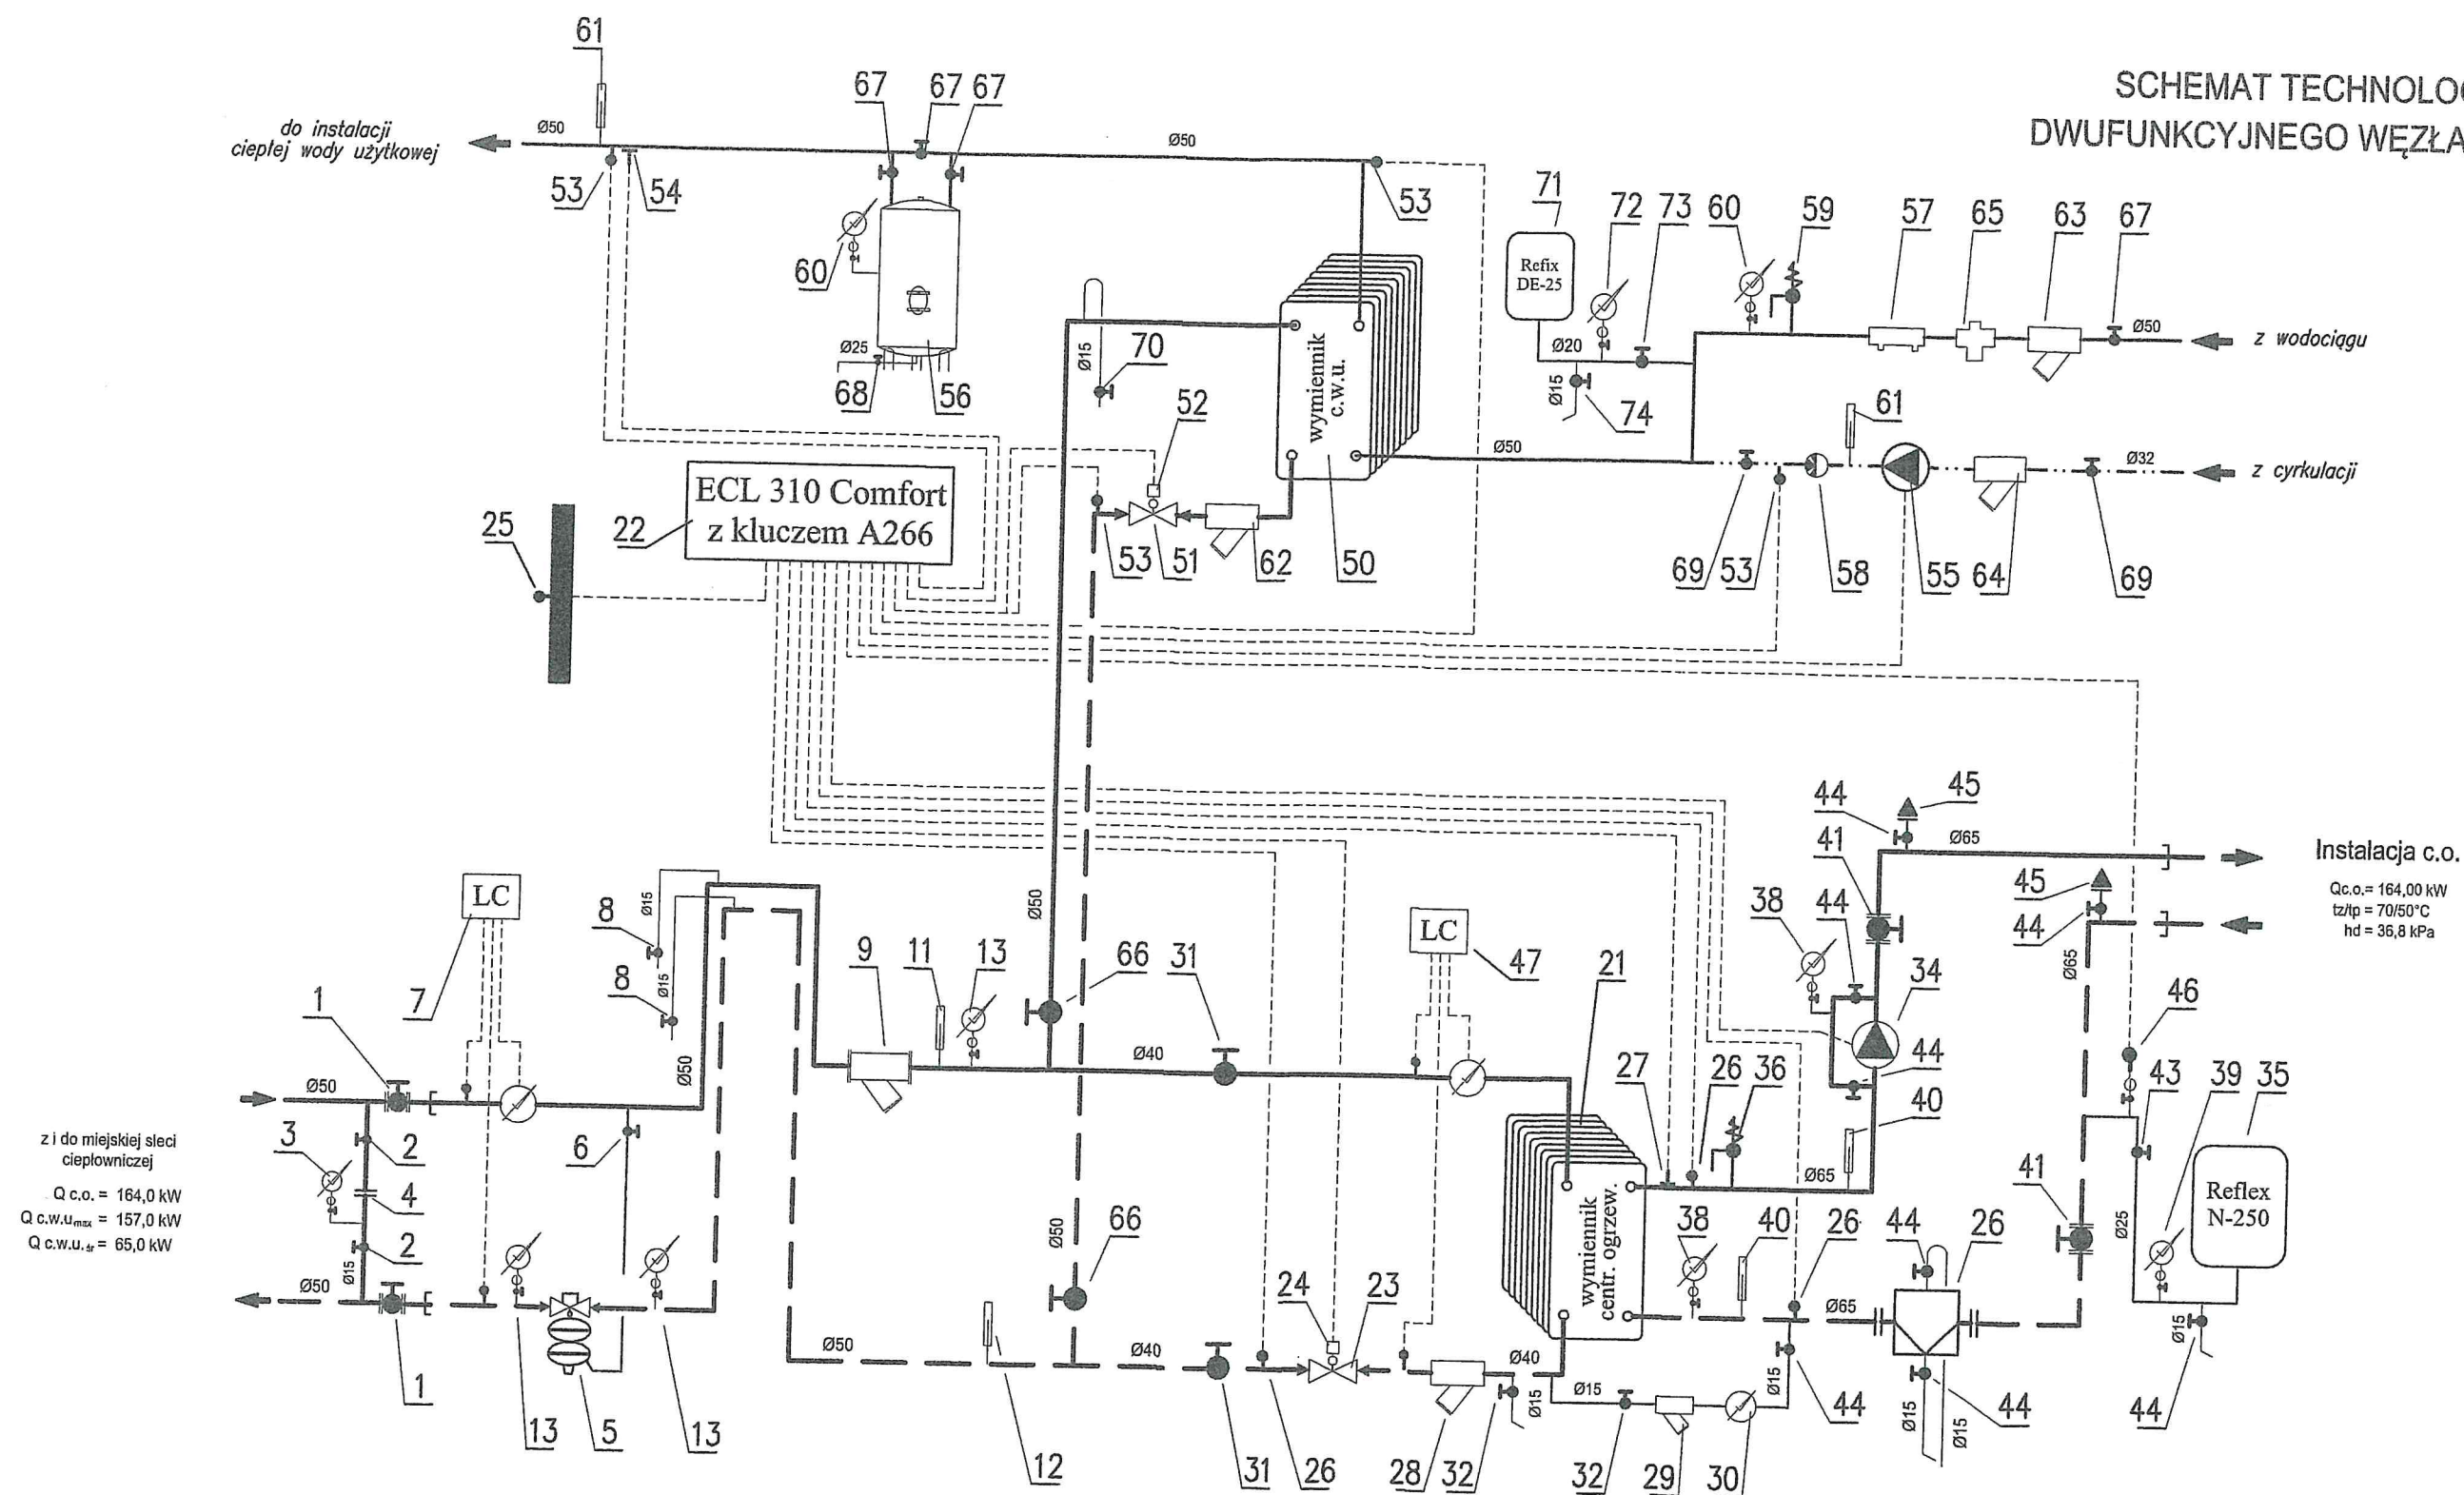 SCHEMAT TECHNOLOG
DWUFUNKCYJNEGO WĘZŁA
61
67
67
67
do instalacji
ciepłej wody użytkowej
Ø50
Ø50
53
54
53
60
Ø25
68
56
71
72
73
60
59
57
65
63
67
Refix
DE-25
Ø20
Ø15
74
Ø50
z wodociągu
Ø15
70
52
wymiennik
c.w.u.
Ø50
61
Ø32
z cyrkulacji
69
53
58
55
64
69
ECL 310 Comfort
z kluczem A266
25
22
53
51
62
50
44
45
41
Ø65
Instalacja c.o.
Qc.o.= 164,00 kW
tz/tp = 70/50°C
hd = 36,8 kPa
45
44
Ø65
LC
7
8
Ø15
8
Ø15
9
11
13
Ø50
66
31
LC
47
21
38
44
34
46
1
Ø50
Ø50
Ø40
27
26
36
44
40
43
39
35
z i do miejskiej sieci
ciepłowniczej
Q c.o. = 164,0 kW
Q c.w.u.max = 157,0 kW
Q c.w.u.śr = 65,0 kW
3
2
4
2
6
Ø15
Ø50
1
13
5
13
Ø50
66
Ø50
12
Ø40
31
26
24
23
Ø40
28
32
Ø15
wymiennik
centr. ogrzew.
Ø65
38
40
26
Ø65
44
26
41
Ø25
Reflex
N-250
Ø15
44
Ø15
32
29
30
Ø15
44
Ø15
Ø15
44